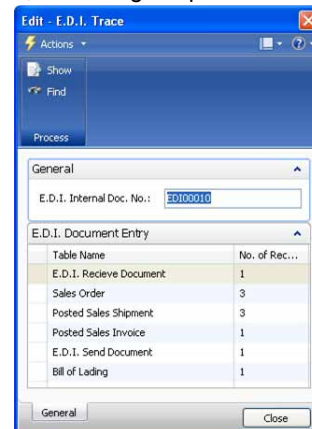 Edit - E.D.I. Trace
Actions
Show
Find
Process
General
E.D.I. Internal Doc. No.: EDI00010
E.D.I. Document Entry
Table Name No. of Rec...
E.D.I. Recieve Document 1
Sales Order 3
Posted Sales Shipment 3
Posted Sales Invoice 1
E.D.I. Send Document 1
Bill of Lading 1
General Close